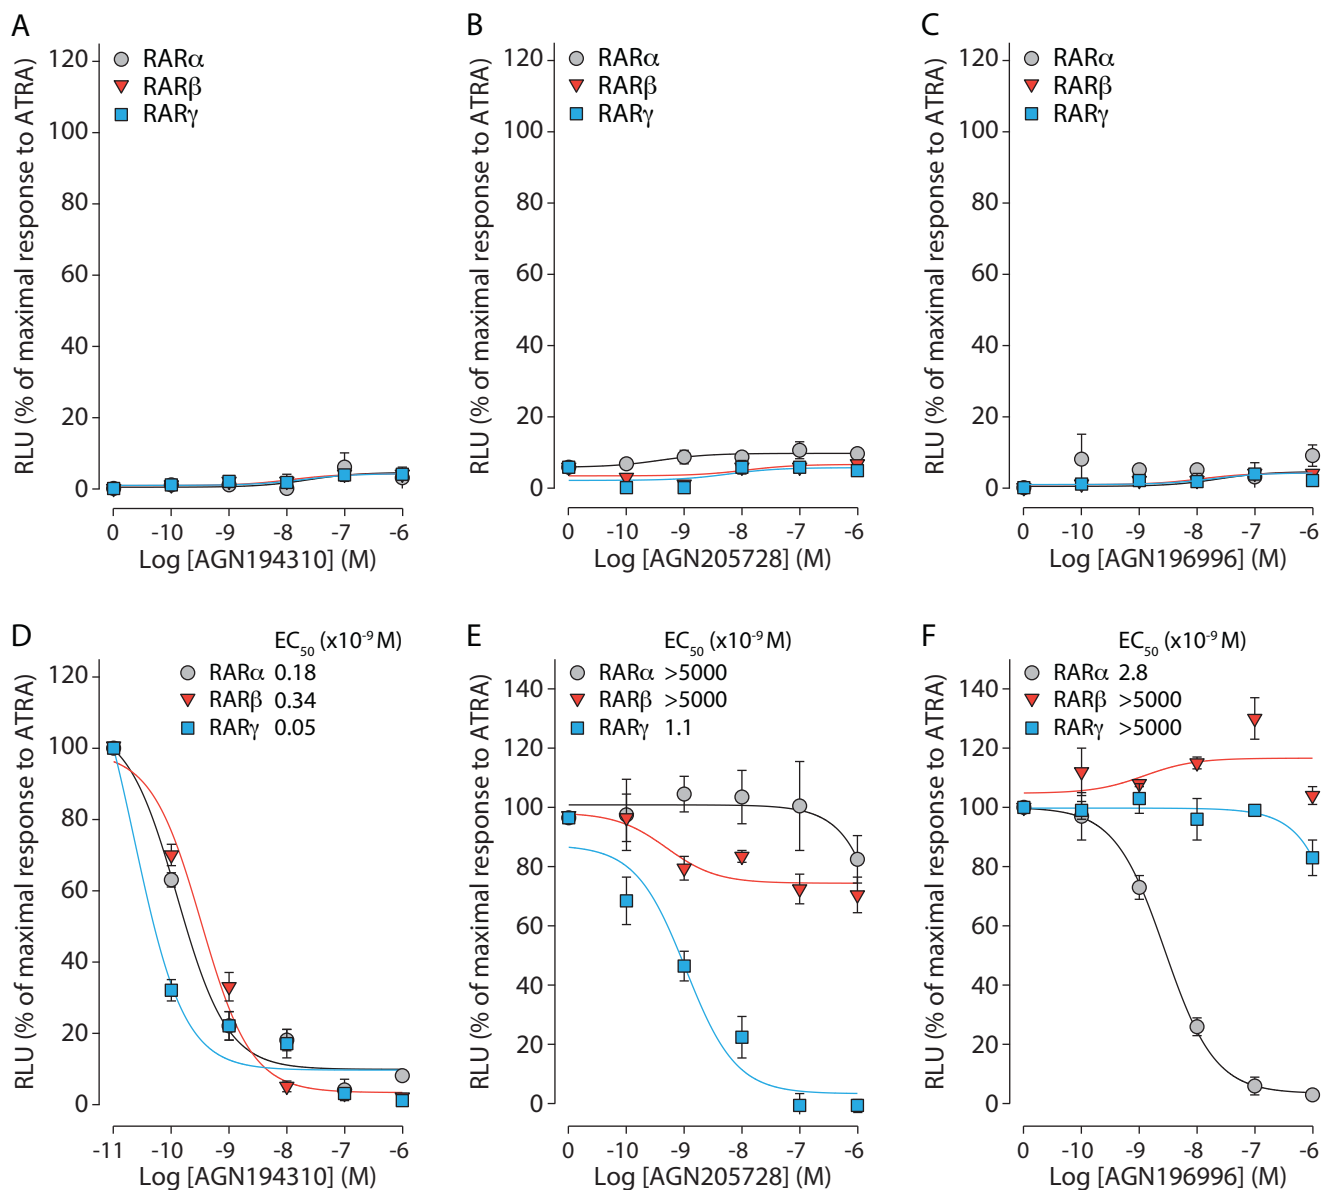 A
RLU (% of maximal response to ATRA)
120
100
80
60
40
20
0
RARα
RARβ
RARγ
0 -10 -9 -8 -7 -6
Log [AGN194310] (M)
B
RLU (% of maximal response to ATRA)
120
100
80
60
40
20
0
RARα
RARβ
RARγ
0 -10 -9 -8 -7 -6
Log [AGN205728] (M)
C
RLU (% of maximal response to ATRA)
120
100
80
60
40
20
0
RARα
RARβ
RARγ
0 -10 -9 -8 -7 -6
Log [AGN196996] (M)
D
EC₅₀ (x10⁻⁹ M)
RARα 0.18
RARβ 0.34
RARγ 0.05
RLU (% of maximal response to ATRA)
120
100
80
60
40
20
0
-11 -10 -9 -8 -7 -6
Log [AGN194310] (M)
E
EC₅₀ (x10⁻⁹ M)
RARα >5000
RARβ >5000
RARγ 1.1
RLU (% of maximal response to ATRA)
140
120
100
80
60
40
20
0
0 -10 -9 -8 -7 -6
Log [AGN205728] (M)
F
EC₅₀ (x10⁻⁹ M)
RARα 2.8
RARβ >5000
RARγ >5000
RLU (% of maximal response to ATRA)
140
120
100
80
60
40
20
0
0 -10 -9 -8 -7 -6
Log [AGN196996] (M)